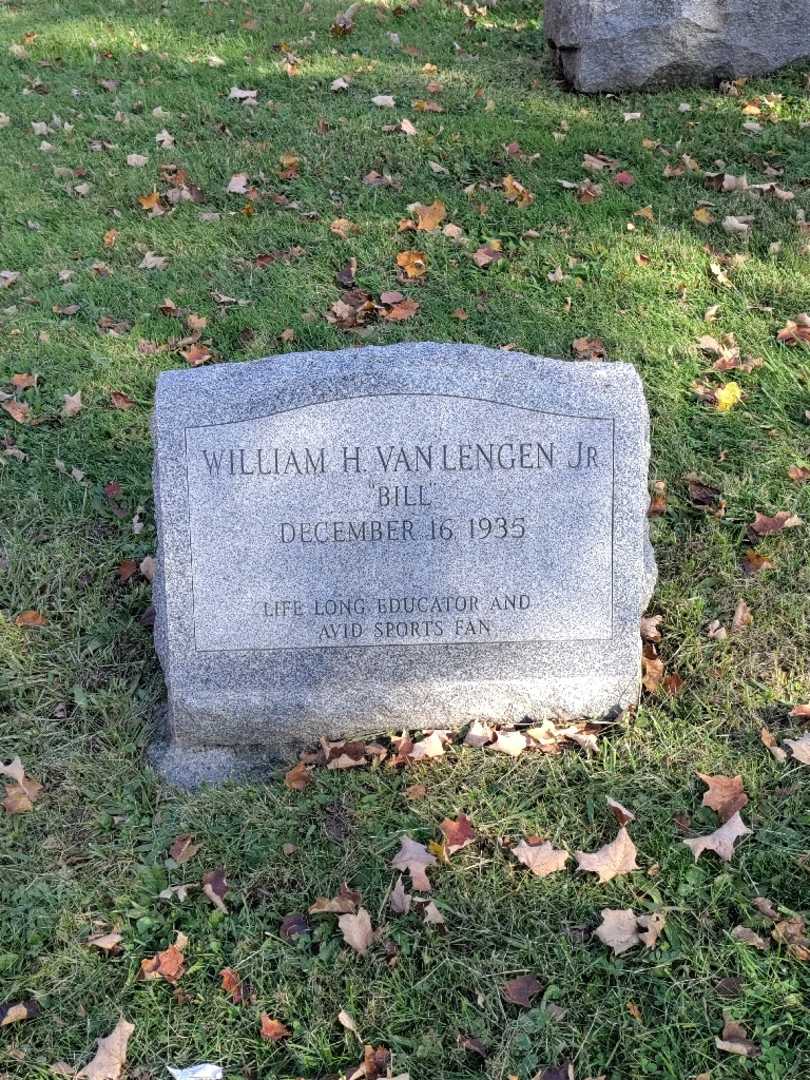 WILLIAM H. VAN LENGEN JR
"BILL"
DECEMBER 16 1935
LIFE LONG EDUCATOR AND
AVID SPORTS FAN